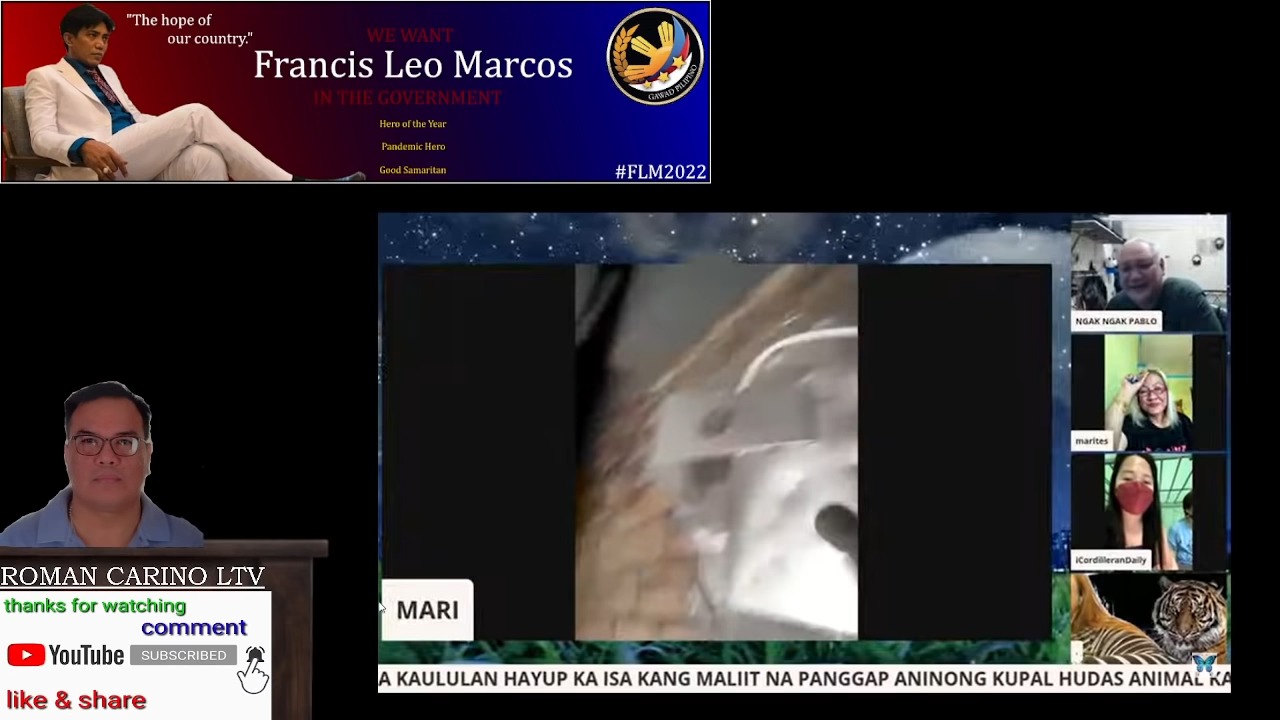 "The hope of
our country."
WE WANT
Francis Leo Marcos
IN THE GOVERNMENT
Hero of the Year
Pandemic Hero
Good Samaritan
GAWAD PILIPINO
#FLM2022
NGAK NGAK PABLO
marites
iCordilleranDaily
MARI
A KAULULAN HAYUP KA ISA KANG MALIIT NA PANGGAP ANINONG KUPAL HUDAS ANIMAL KA
ROMAN CARINO LTV
thanks for watching
comment
YouTube SUBSCRIBED
like & share